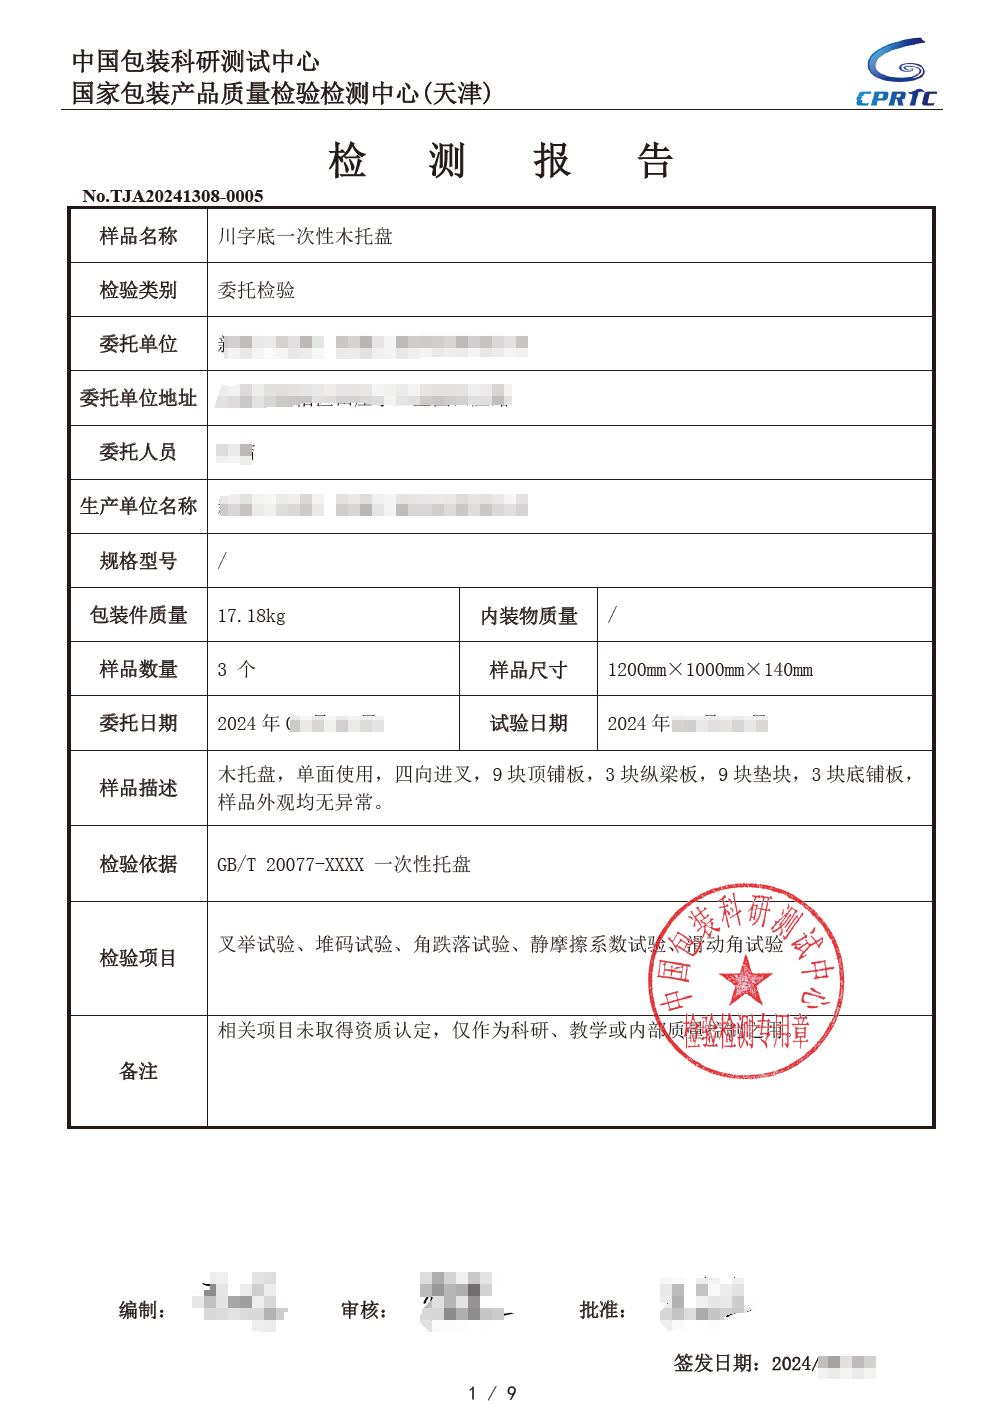 中国包装科研测试中心
国家包装产品质量检验检测中心(天津)
CPRTC
检 测 报 告
No.TJA20241308-0005
样品名称 川字底一次性木托盘
检验类别 委托检验
委托单位
委托单位地址
委托人员
生产单位名称
规格型号 /
包装件质量 17.18kg 内装物质量 /
样品数量 3 个 样品尺寸 1200mm×1000mm×140mm
委托日期 2024 年 试验日期 2024 年
样品描述 木托盘，单面使用，四向进叉，9 块顶铺板，3 块纵梁板，9 块垫块，3 块底铺板，
样品外观均无异常。
检验依据 GB/T 20077-XXXX 一次性托盘
检验项目 叉举试验、堆码试验、角跌落试验、静摩擦系数试验、滑动角试验
备注 相关项目未取得资质认定，仅作为科研、教学或内部质
中国包装科研测试中心
检验检测专用章
编制： 审核： 批准：
签发日期：2024/
1 / 9